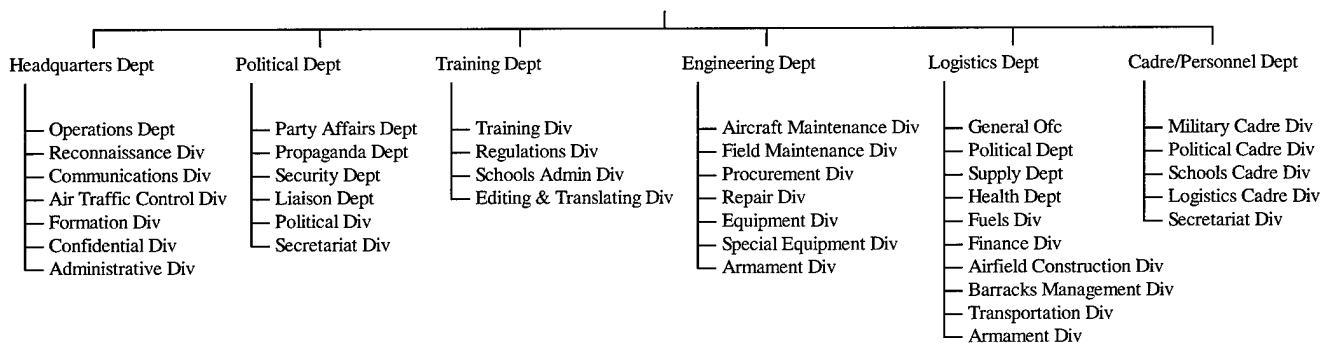 Headquarters Dept
Operations Dept
Reconnaissance Div
Communications Div
Air Traffic Control Div
Formation Div
Confidential Div
Administrative Div
Political Dept
Party Affairs Dept
Propaganda Dept
Security Dept
Liaison Dept
Political Div
Secretariat Div
Training Dept
Training Div
Regulations Div
Schools Admin Div
Editing & Translating Div
Engineering Dept
Aircraft Maintenance Div
Field Maintenance Div
Procurement Div
Repair Div
Equipment Div
Special Equipment Div
Armament Div
Logistics Dept
General Ofc
Political Dept
Supply Dept
Health Dept
Fuels Div
Finance Div
Airfield Construction Div
Barracks Management Div
Transportation Div
Armament Div
Cadre/Personnel Dept
Military Cadre Div
Political Cadre Div
Schools Cadre Div
Logistics Cadre Div
Secretariat Div